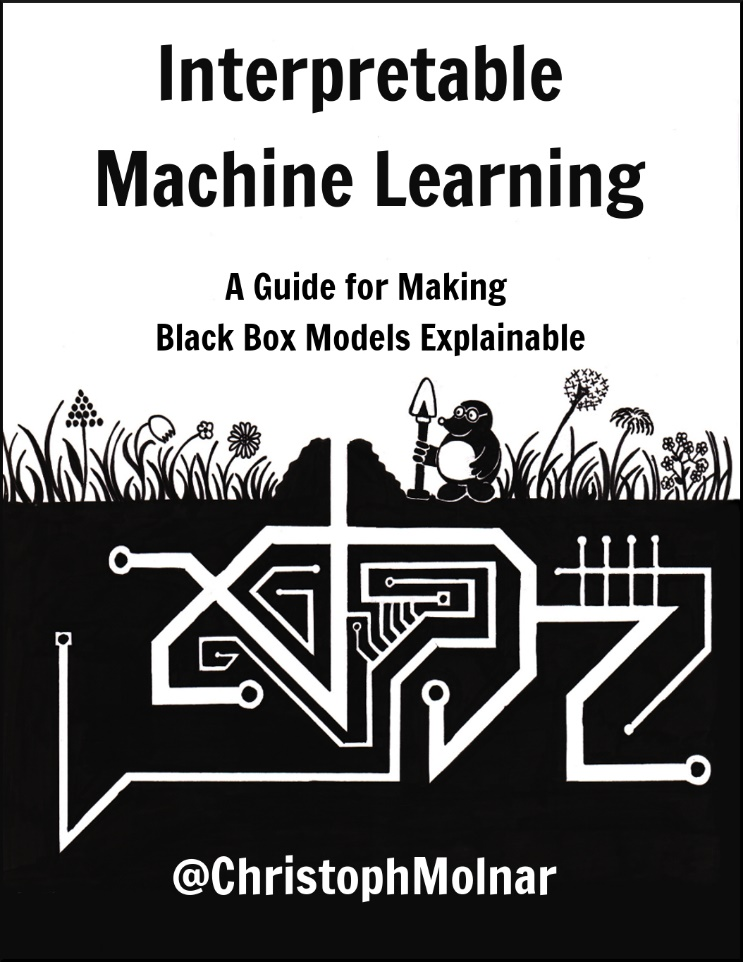 Interpretable
Machine Learning
A Guide for Making
Black Box Models Explainable
@ChristophMolnar